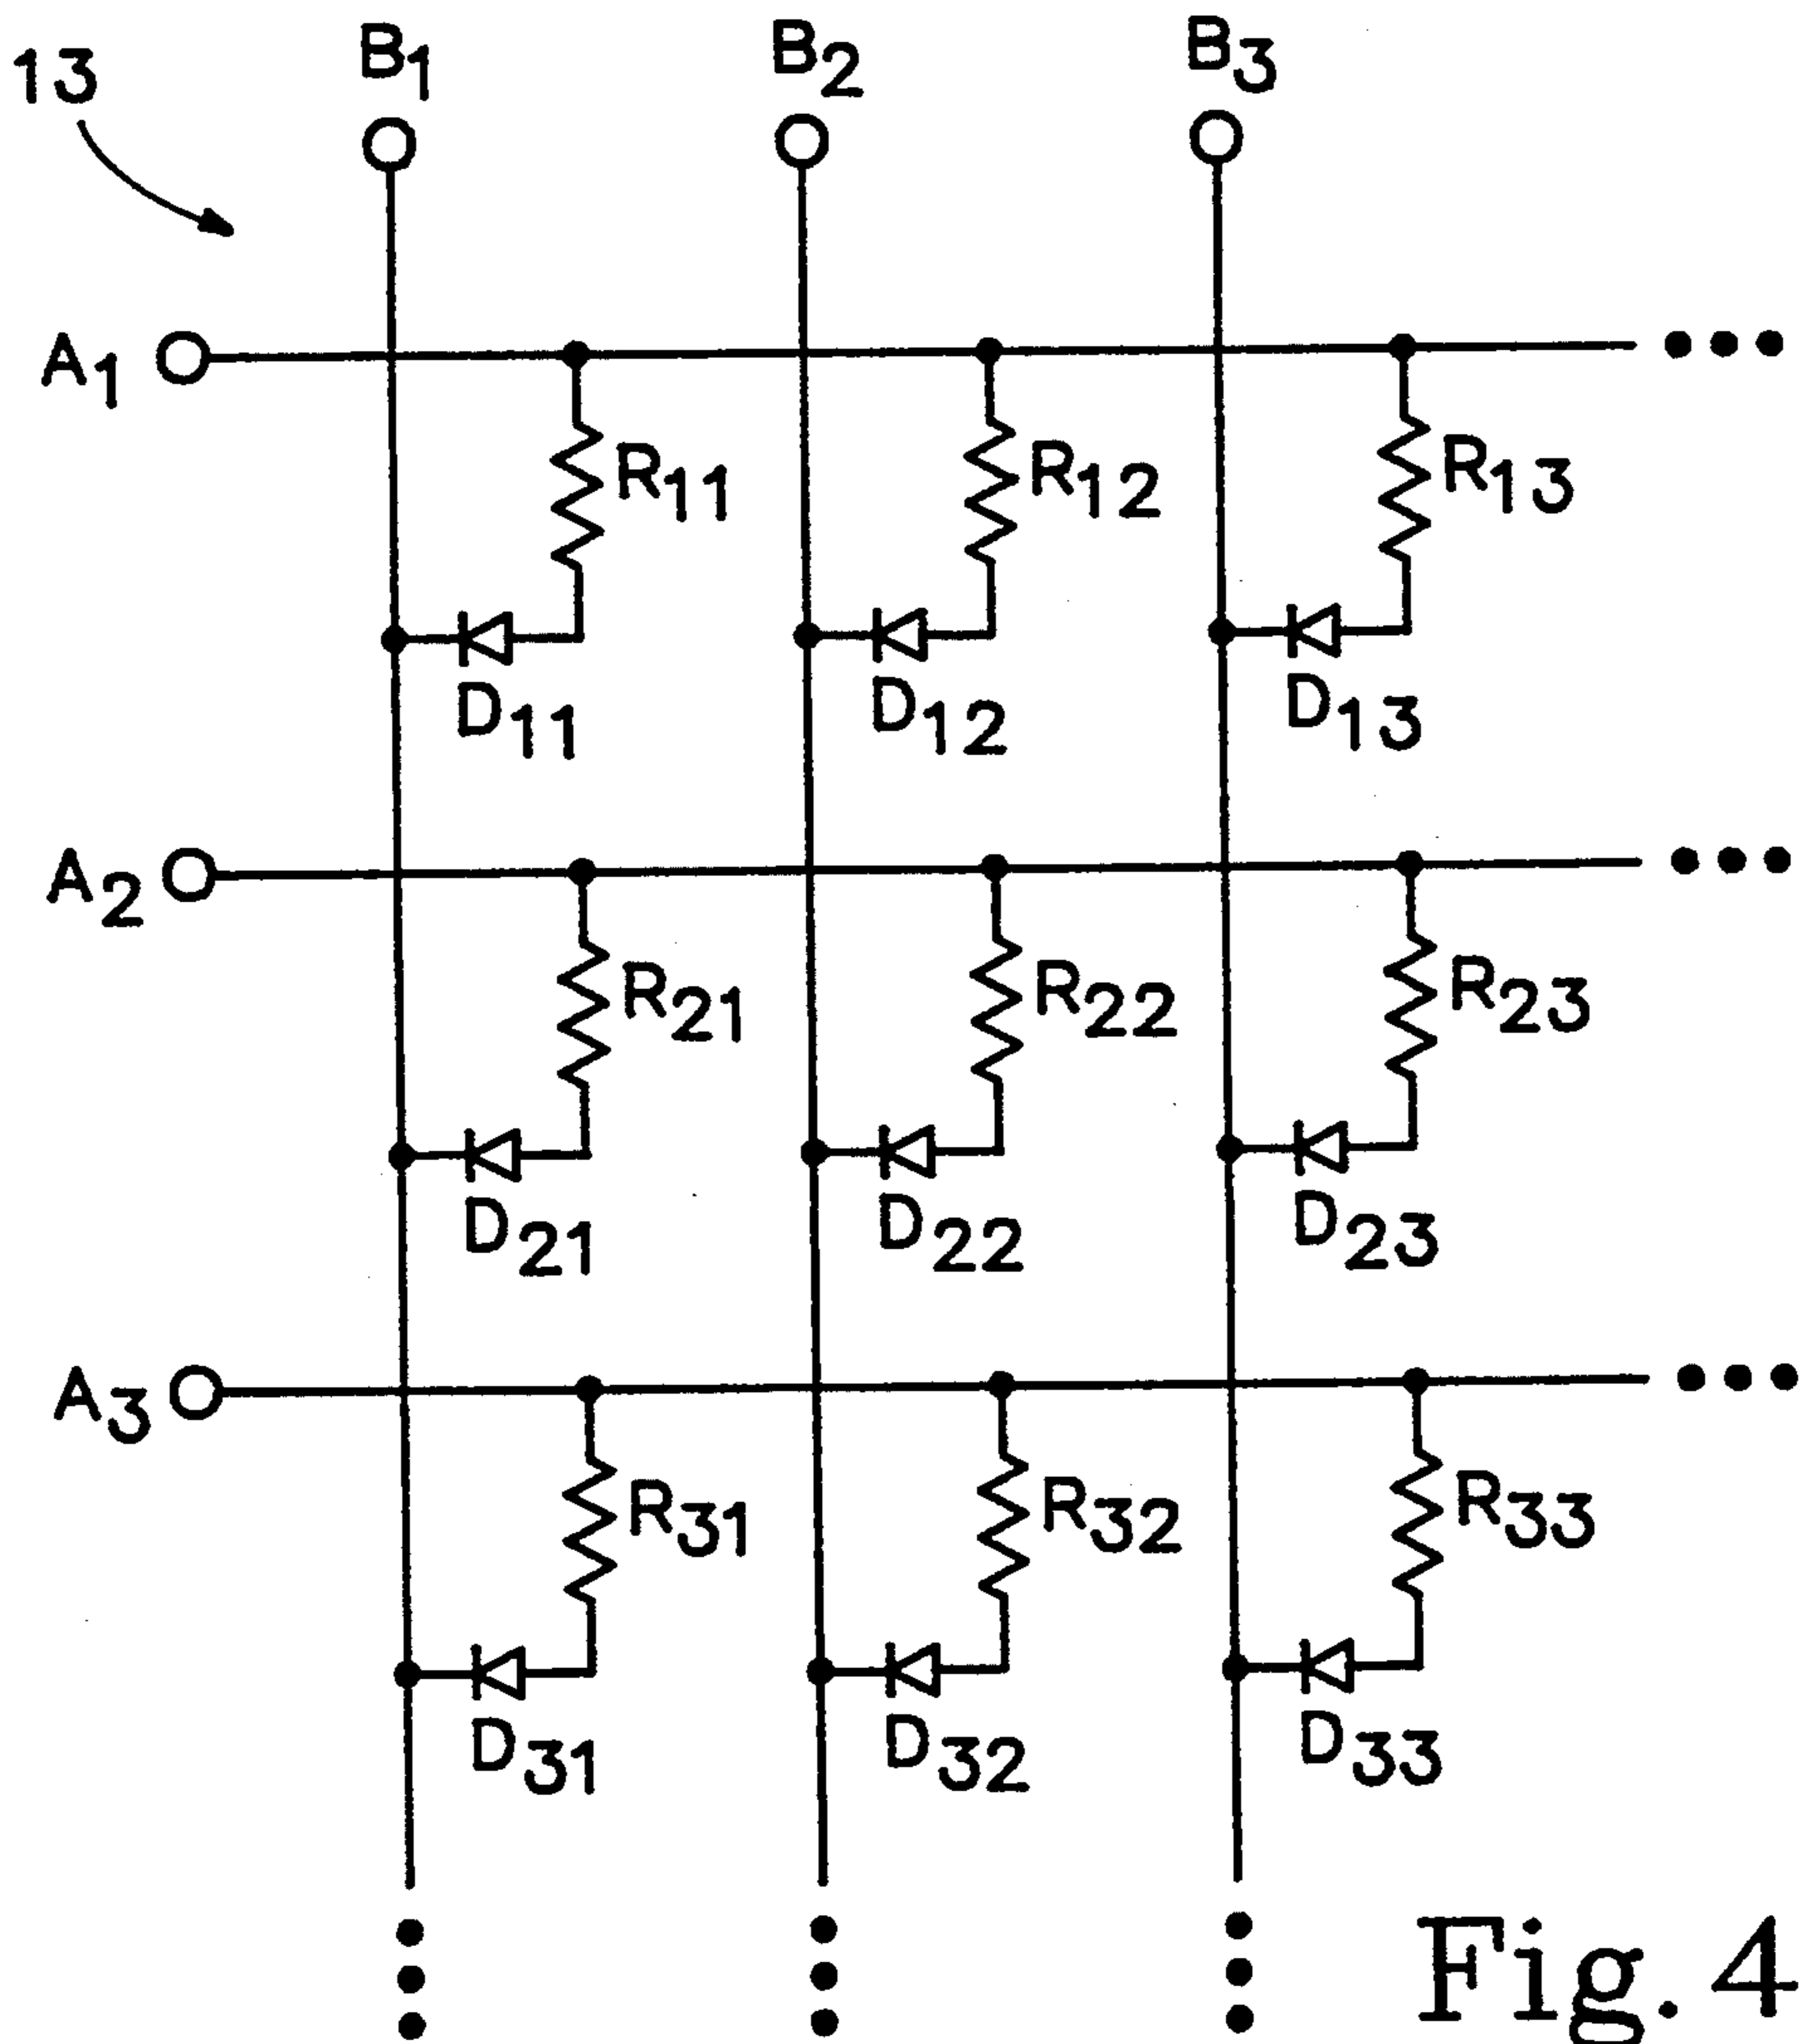 13
B1 B2 B3
A1
R11 R12 R13
D11 D12 D13
A2
R21 R22 R23
D21 D22 D23
A3
R31 R32 R33
D31 D32 D33
Fig. 4